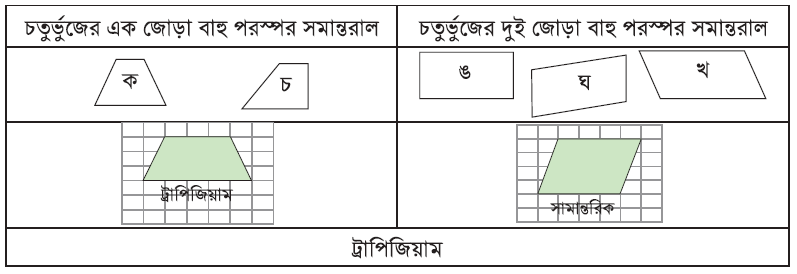 চতুর্ভুজের এক জোড়া বাহু পরস্পর সমান্তরাল
চতুর্ভুজের দুই জোড়া বাহু পরস্পর সমান্তরাল
ক
চ
ঙ
ঘ
খ
ট্রাপিজিয়াম
সামান্তরিক
ট্রাপিজিয়াম